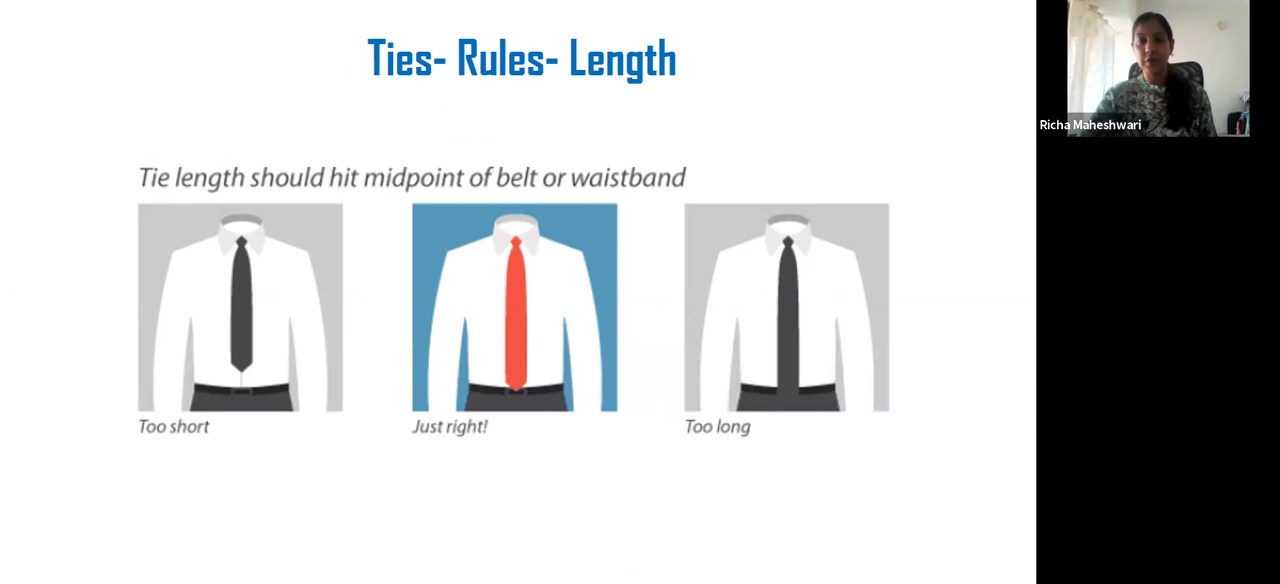 Ties- Rules- Length
Richa Maheshwari
Tie length should hit midpoint of belt or waistband
Too short
Just right!
Too long